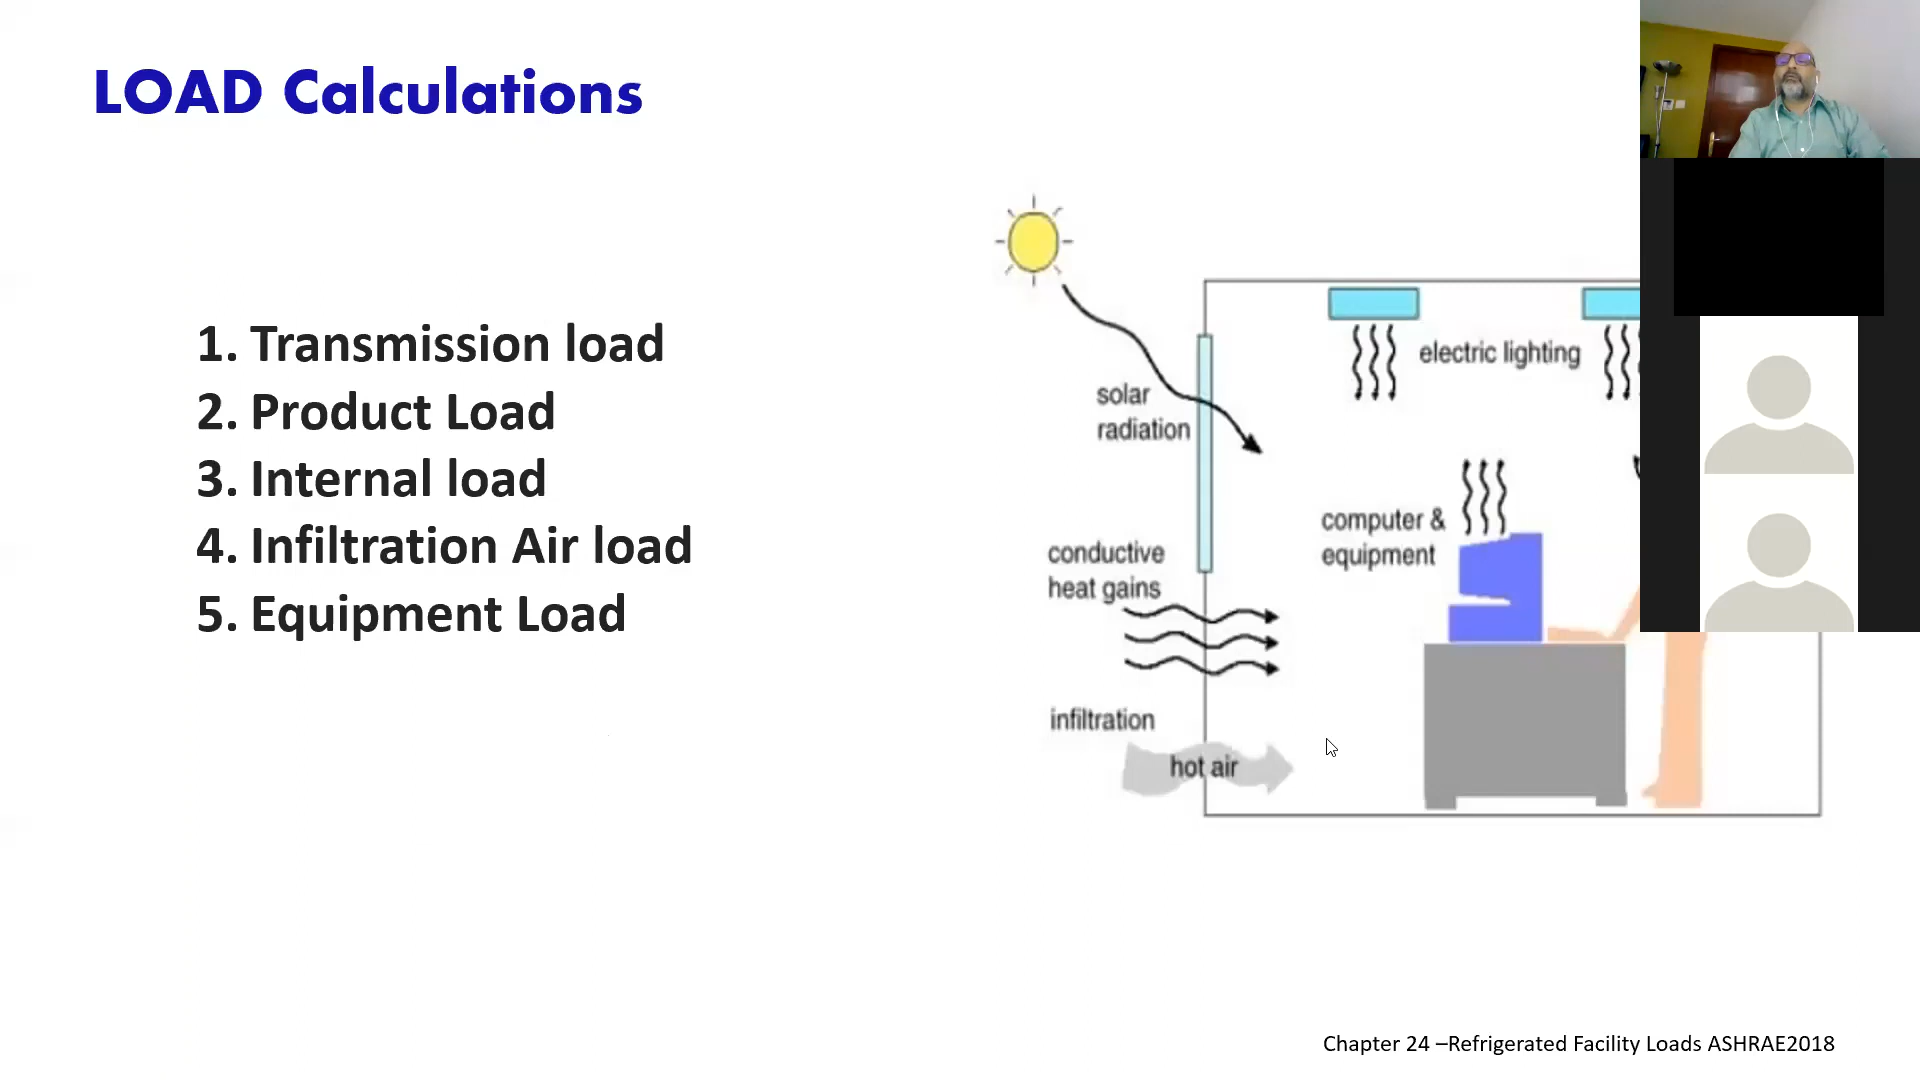 LOAD Calculations
1. Transmission load
2. Product Load
3. Internal load
4. Infiltration Air load
5. Equipment Load
solar
radiation
electric lighting
computer &
equipment
conductive
heat gains
infiltration
hot air
Chapter 24 –Refrigerated Facility Loads ASHRAE2018